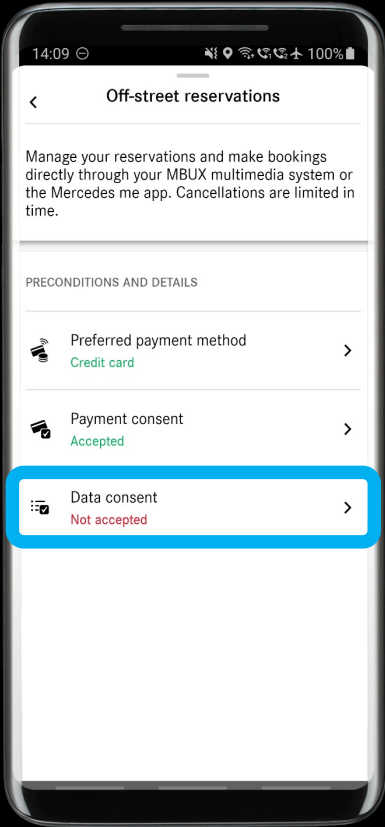 14:09 100%
Off-street reservations
Manage your reservations and make bookings
directly through your MBUX multimedia system or
the Mercedes me app. Cancellations are limited in
time.
PRECONDITIONS AND DETAILS
Preferred payment method
Credit card
Payment consent
Accepted
Data consent
Not accepted